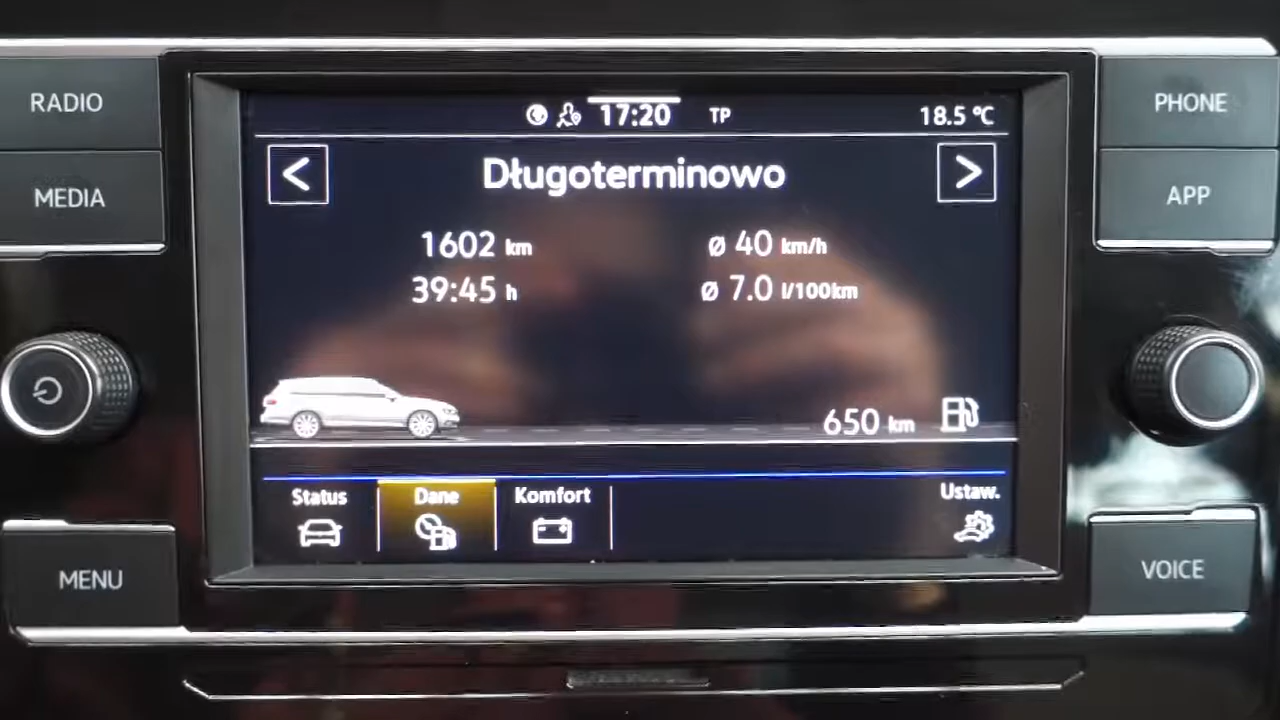 RADIO
MEDIA
MENU
17:20 TP 18.5 °C
< Długoterminowo >
1602 km ø 40 km/h
39:45 h ø 7.0 l/100km
650 km
Status Dane Komfort Ustaw.
PHONE
APP
VOICE